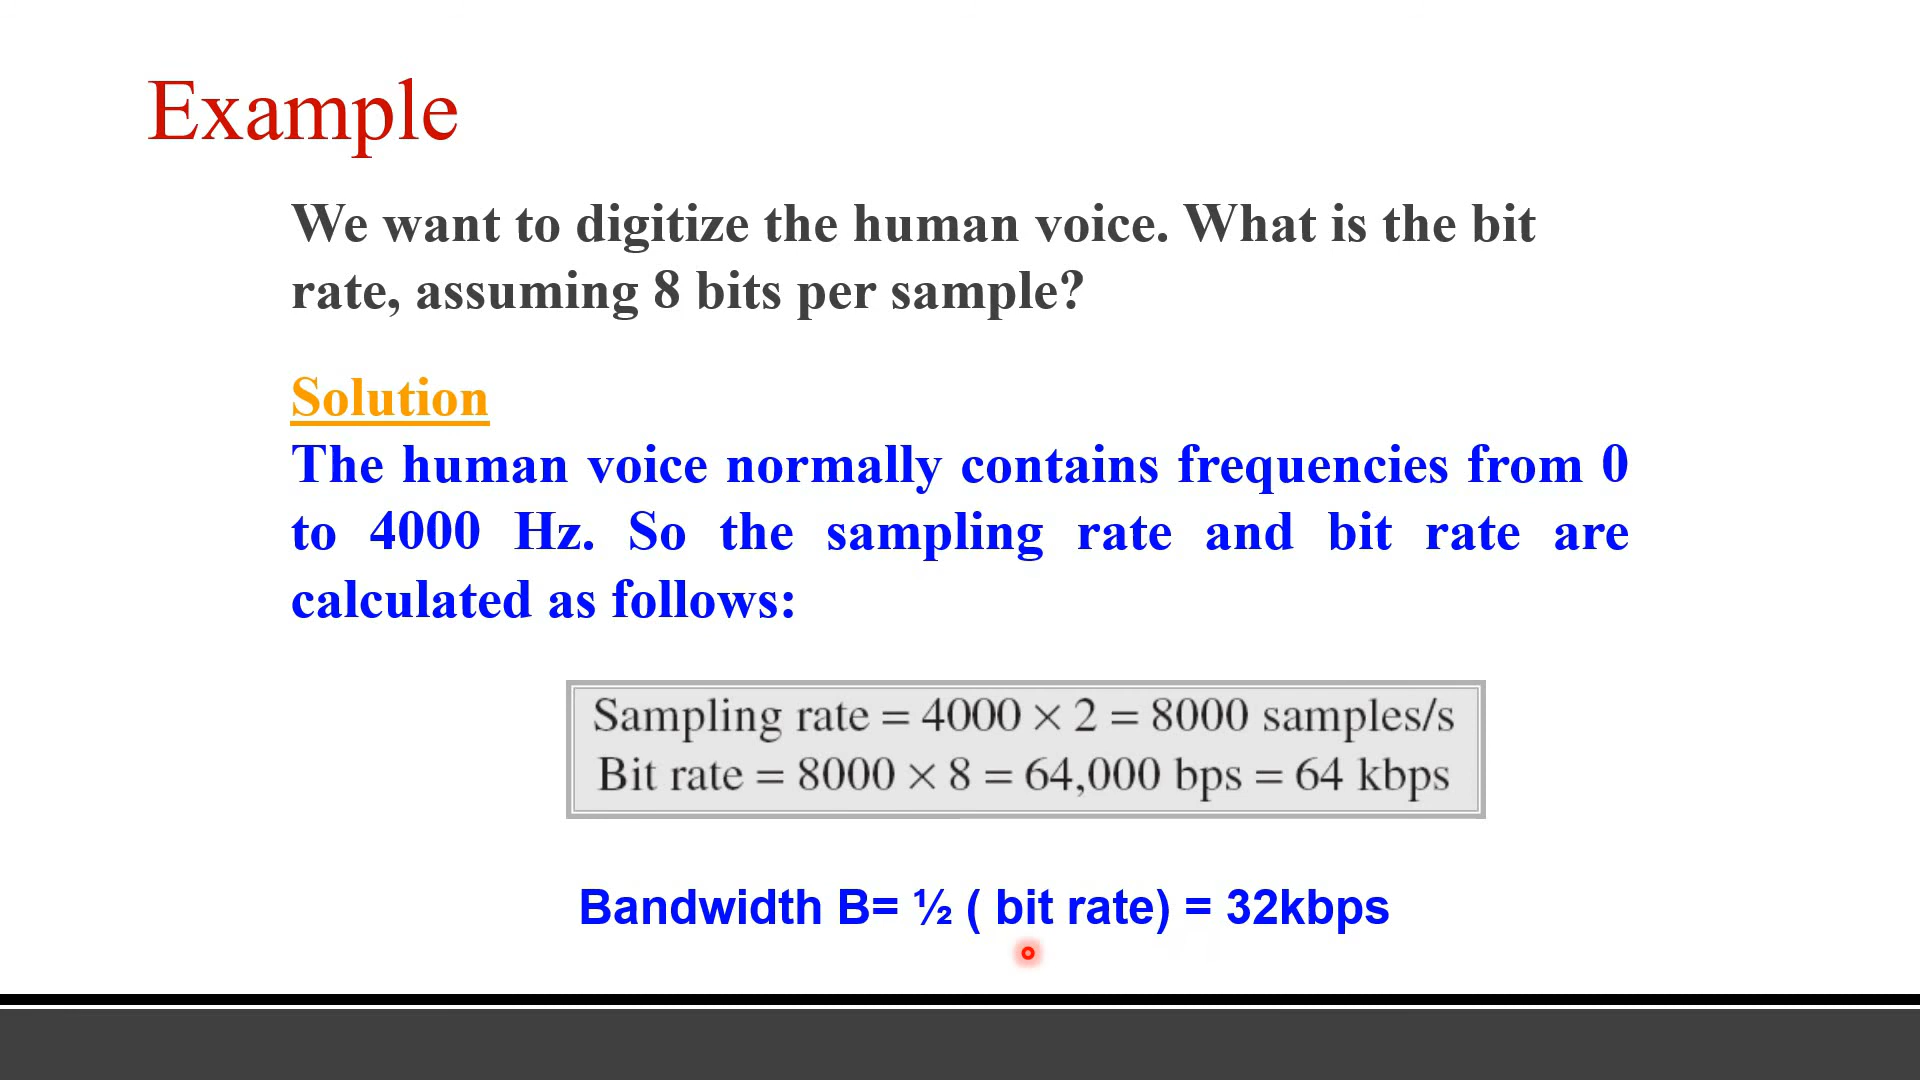 Example
We want to digitize the human voice. What is the bit
rate, assuming 8 bits per sample?
Solution
The human voice normally contains frequencies from 0
to 4000 Hz. So the sampling rate and bit rate are
calculated as follows:
Sampling rate = 4000 × 2 = 8000 samples/s
Bit rate = 8000 × 8 = 64,000 bps = 64 kbps
Bandwidth B= ½ ( bit rate) = 32kbps